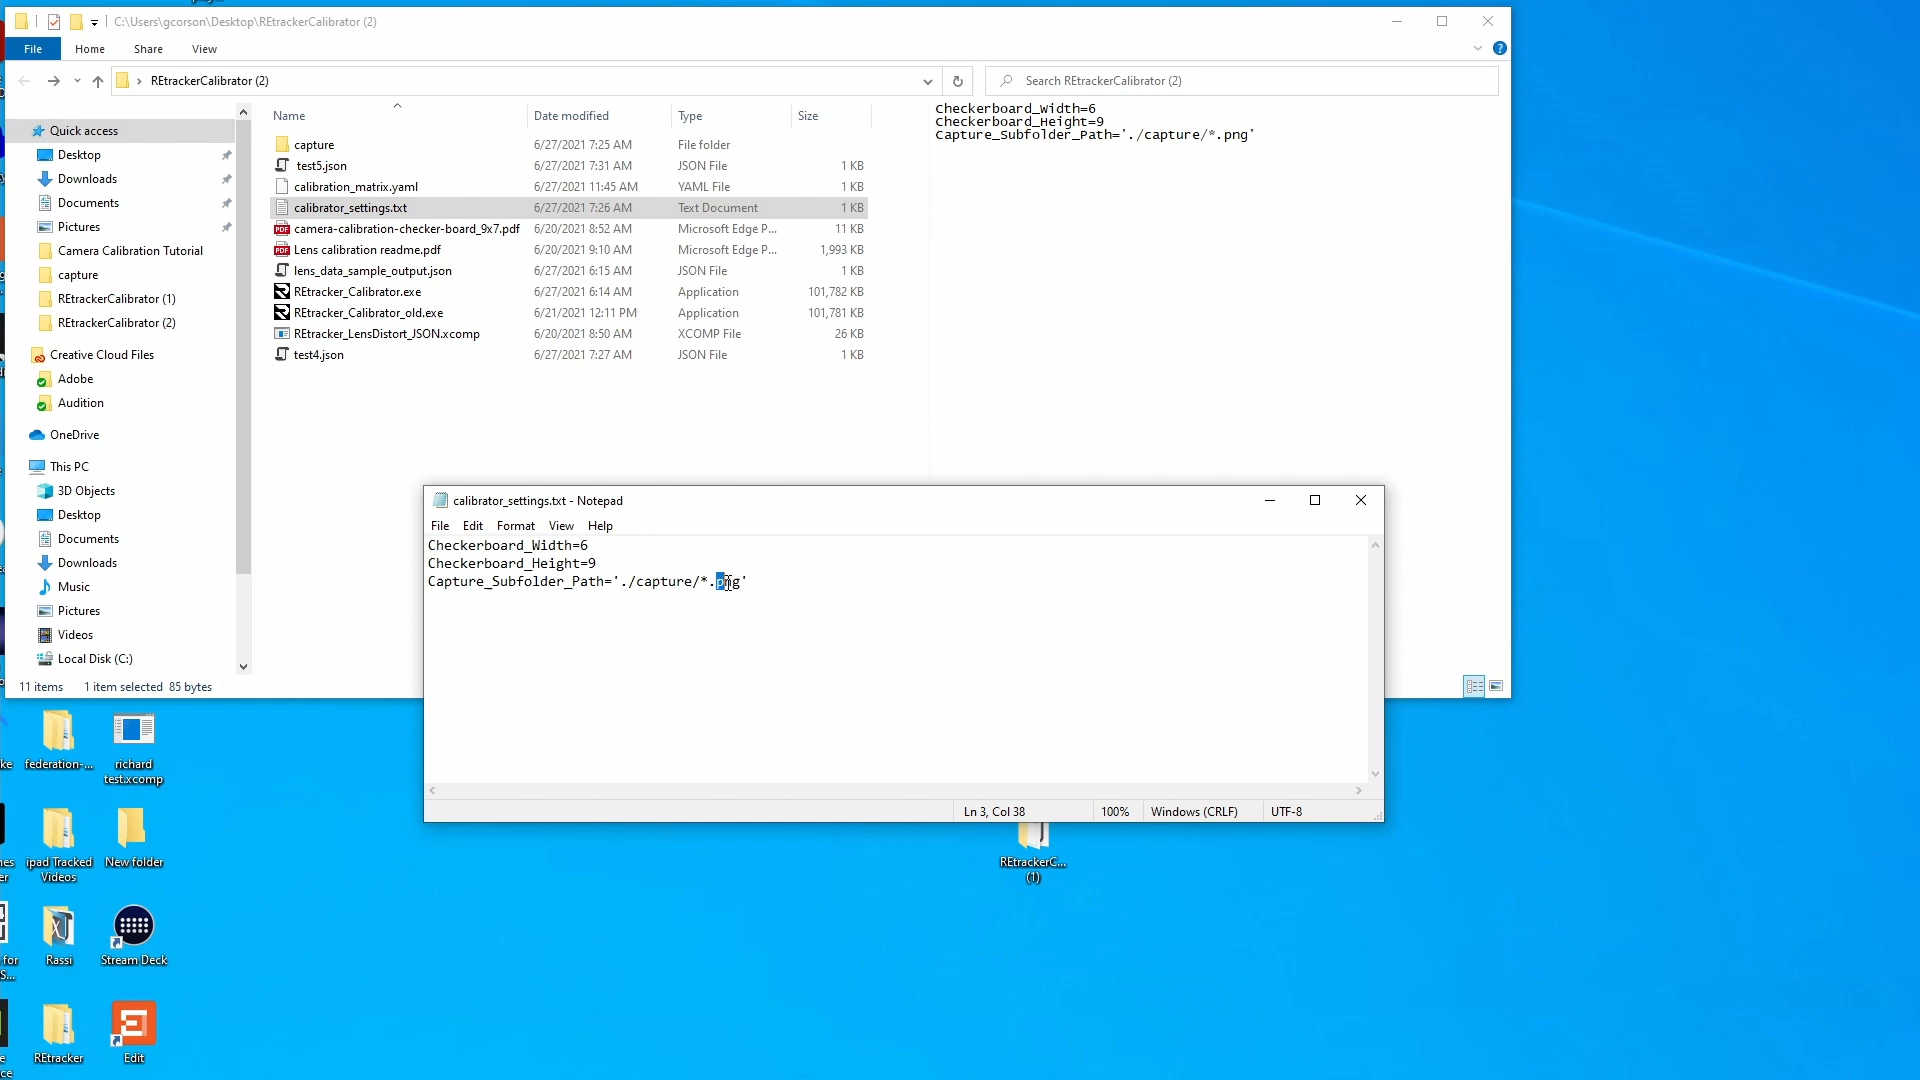 C:\Users\gcorson\Desktop\REtrackerCalibrator (2)
File Home Share View
REtrackerCalibrator (2)
Search REtrackerCalibrator (2)
Name Date modified Type Size
Quick access
Desktop
Downloads
Documents
Pictures
Camera Calibration Tutorial
capture
REtrackerCalibrator (1)
REtrackerCalibrator (2)
Creative Cloud Files
Adobe
Audition
OneDrive
This PC
3D Objects
Desktop
Documents
Downloads
Music
Pictures
Videos
Local Disk (C:)
capture 6/27/2021 7:25 AM File folder
test5.json 6/27/2021 7:31 AM JSON File 1 KB
calibration_matrix.yaml 6/27/2021 11:45 AM YAML File 1 KB
calibrator_settings.txt 6/27/2021 7:26 AM Text Document 1 KB
camera-calibration-checker-board_9x7.pdf 6/20/2021 8:52 AM Microsoft Edge P... 11 KB
Lens calibration readme.pdf 6/20/2021 9:10 AM Microsoft Edge P... 1,993 KB
lens_data_sample_output.json 6/27/2021 6:15 AM JSON File 1 KB
REtracker_Calibrator.exe 6/27/2021 6:14 AM Application 101,782 KB
REtracker_Calibrator_old.exe 6/21/2021 12:11 PM Application 101,781 KB
REtracker_LensDistort_JSON.xcomp 6/20/2021 8:50 AM XCOMP File 26 KB
test4.json 6/27/2021 7:27 AM JSON File 1 KB
Checkerboard_Width=6
Checkerboard_Height=9
Capture_Subfolder_Path='./capture/*.png'
11 items 1 item selected 85 bytes
calibrator_settings.txt - Notepad
File Edit Format View Help
Checkerboard_Width=6
Checkerboard_Height=9
Capture_Subfolder_Path='./capture/*.png'
Ln 3, Col 38 100% Windows (CRLF) UTF-8
federation-...
richard
test.xcomp
ipad Tracked
Videos
New folder
REtrackerC...
(1)
Rassi
Stream Deck
REtracker
Edit